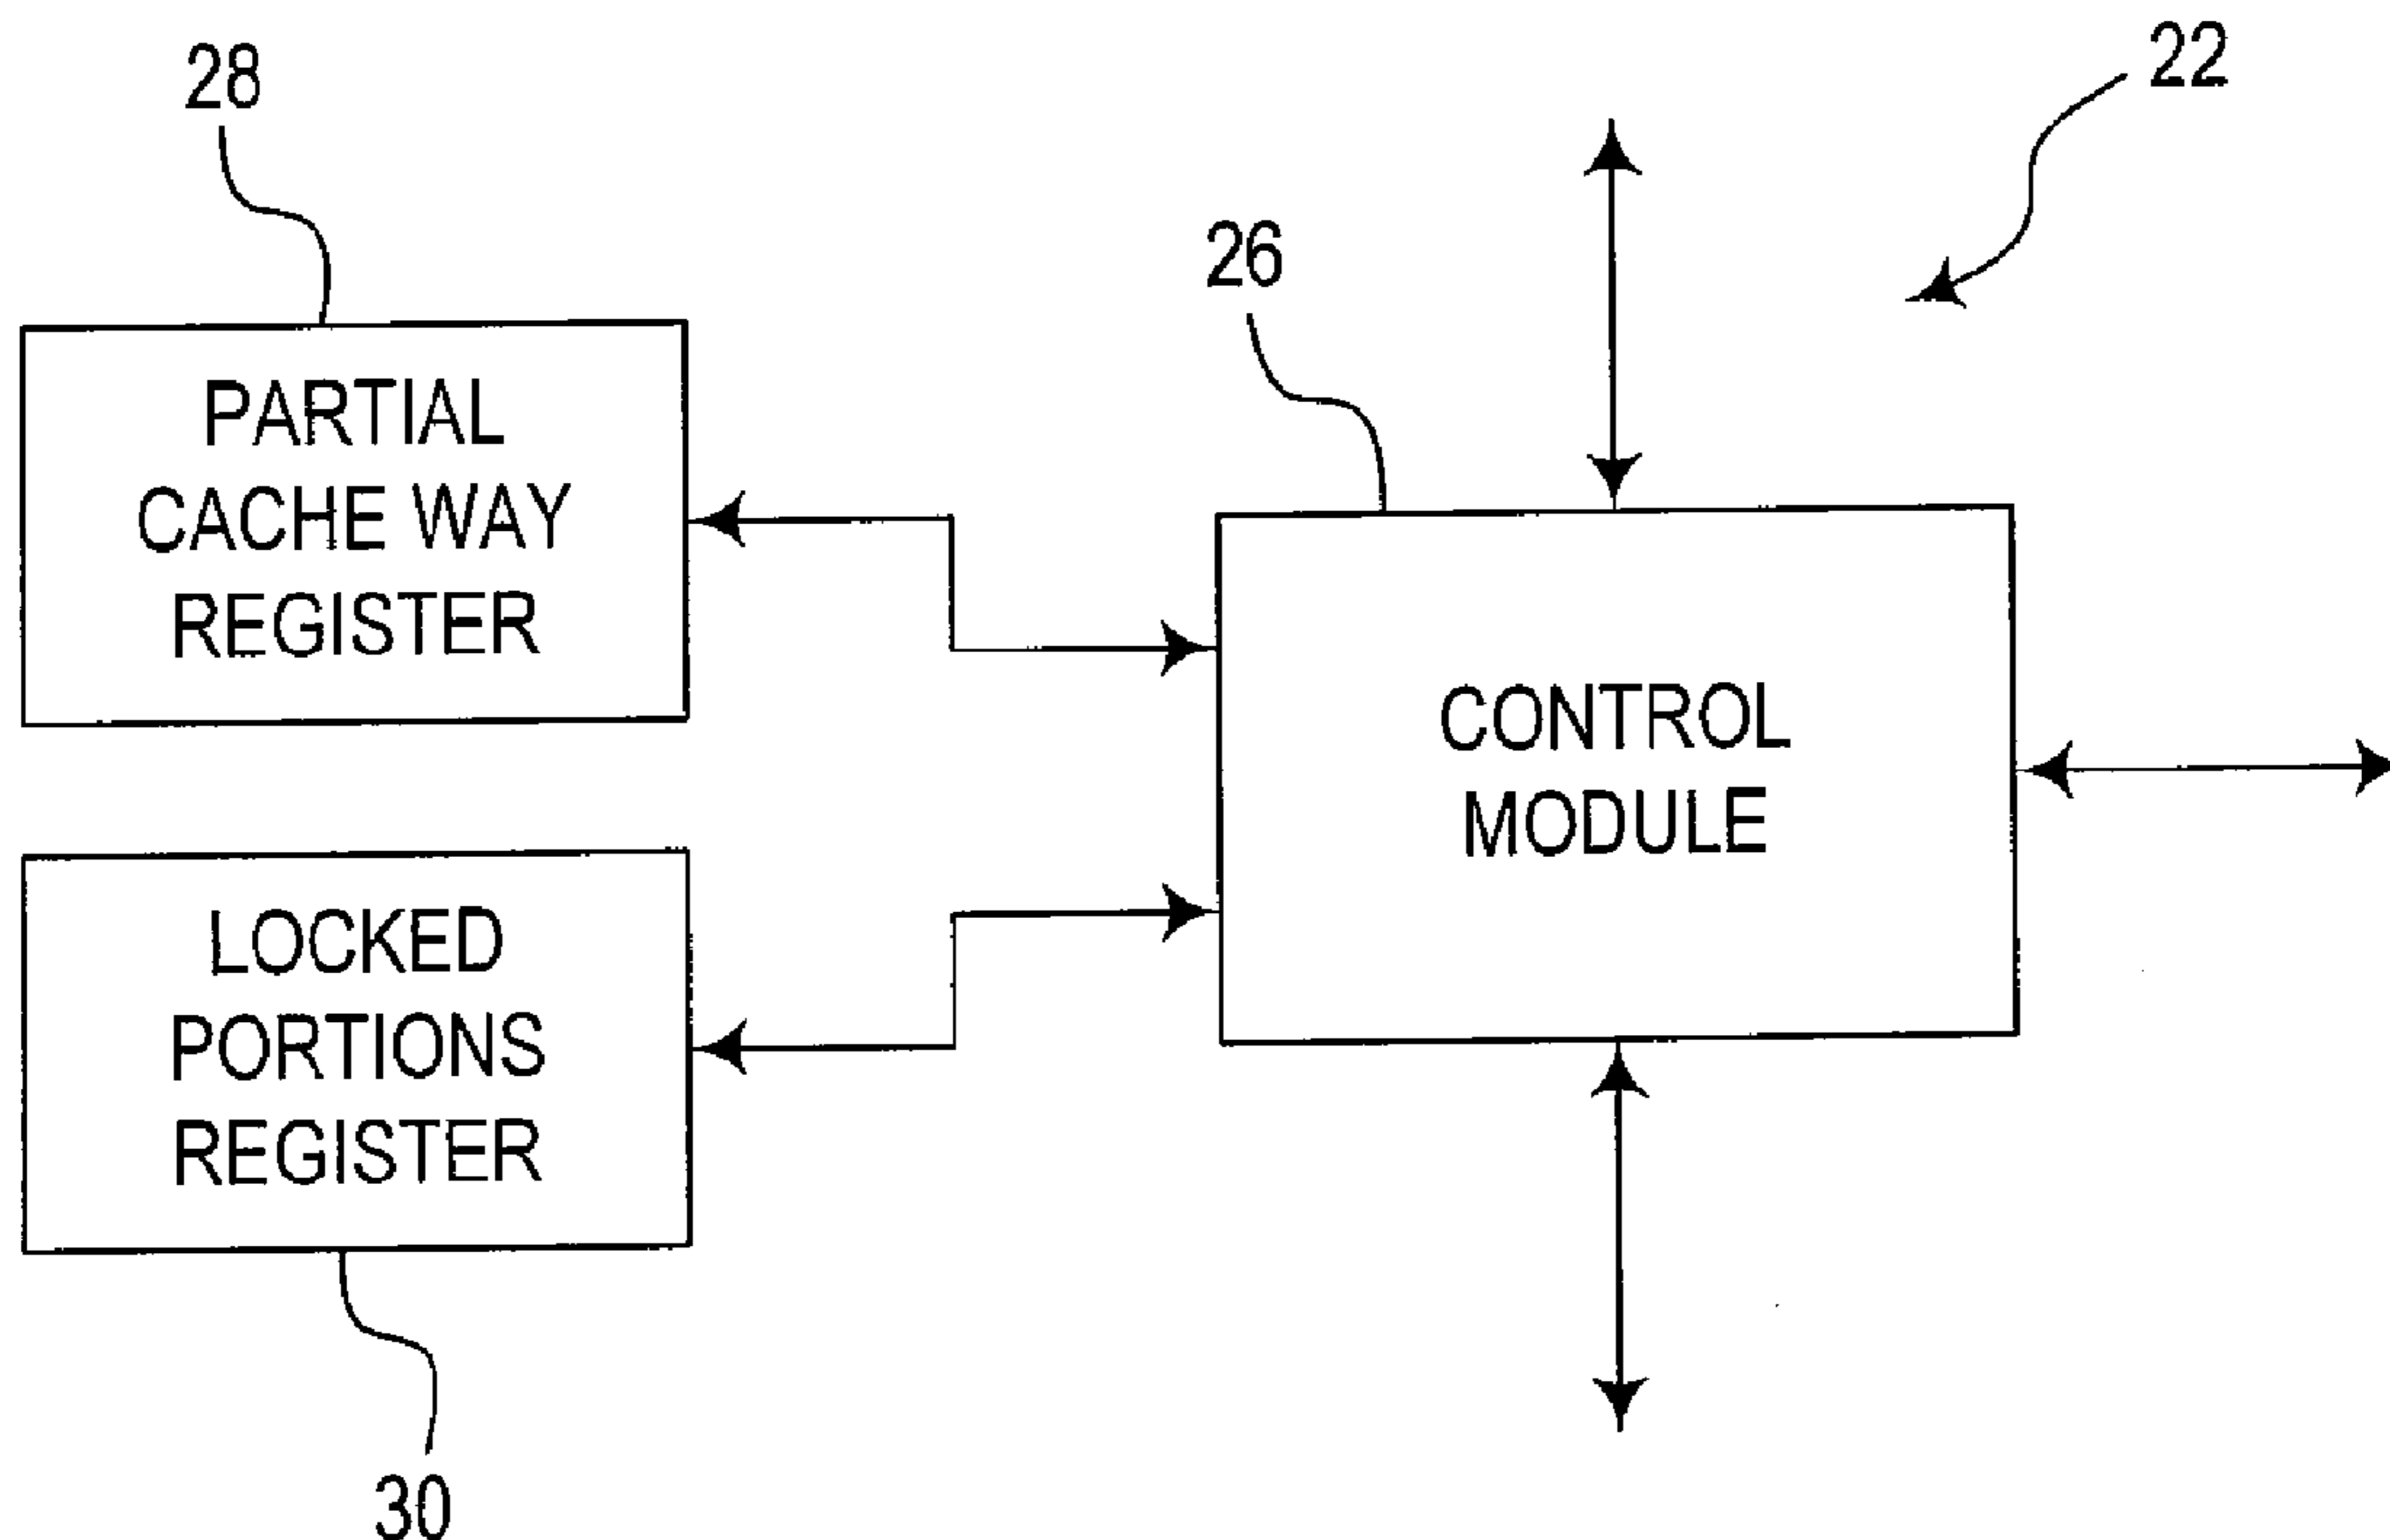 28
22
26
PARTIAL
CACHE WAY
REGISTER
CONTROL
MODULE
LOCKED
PORTIONS
REGISTER
30